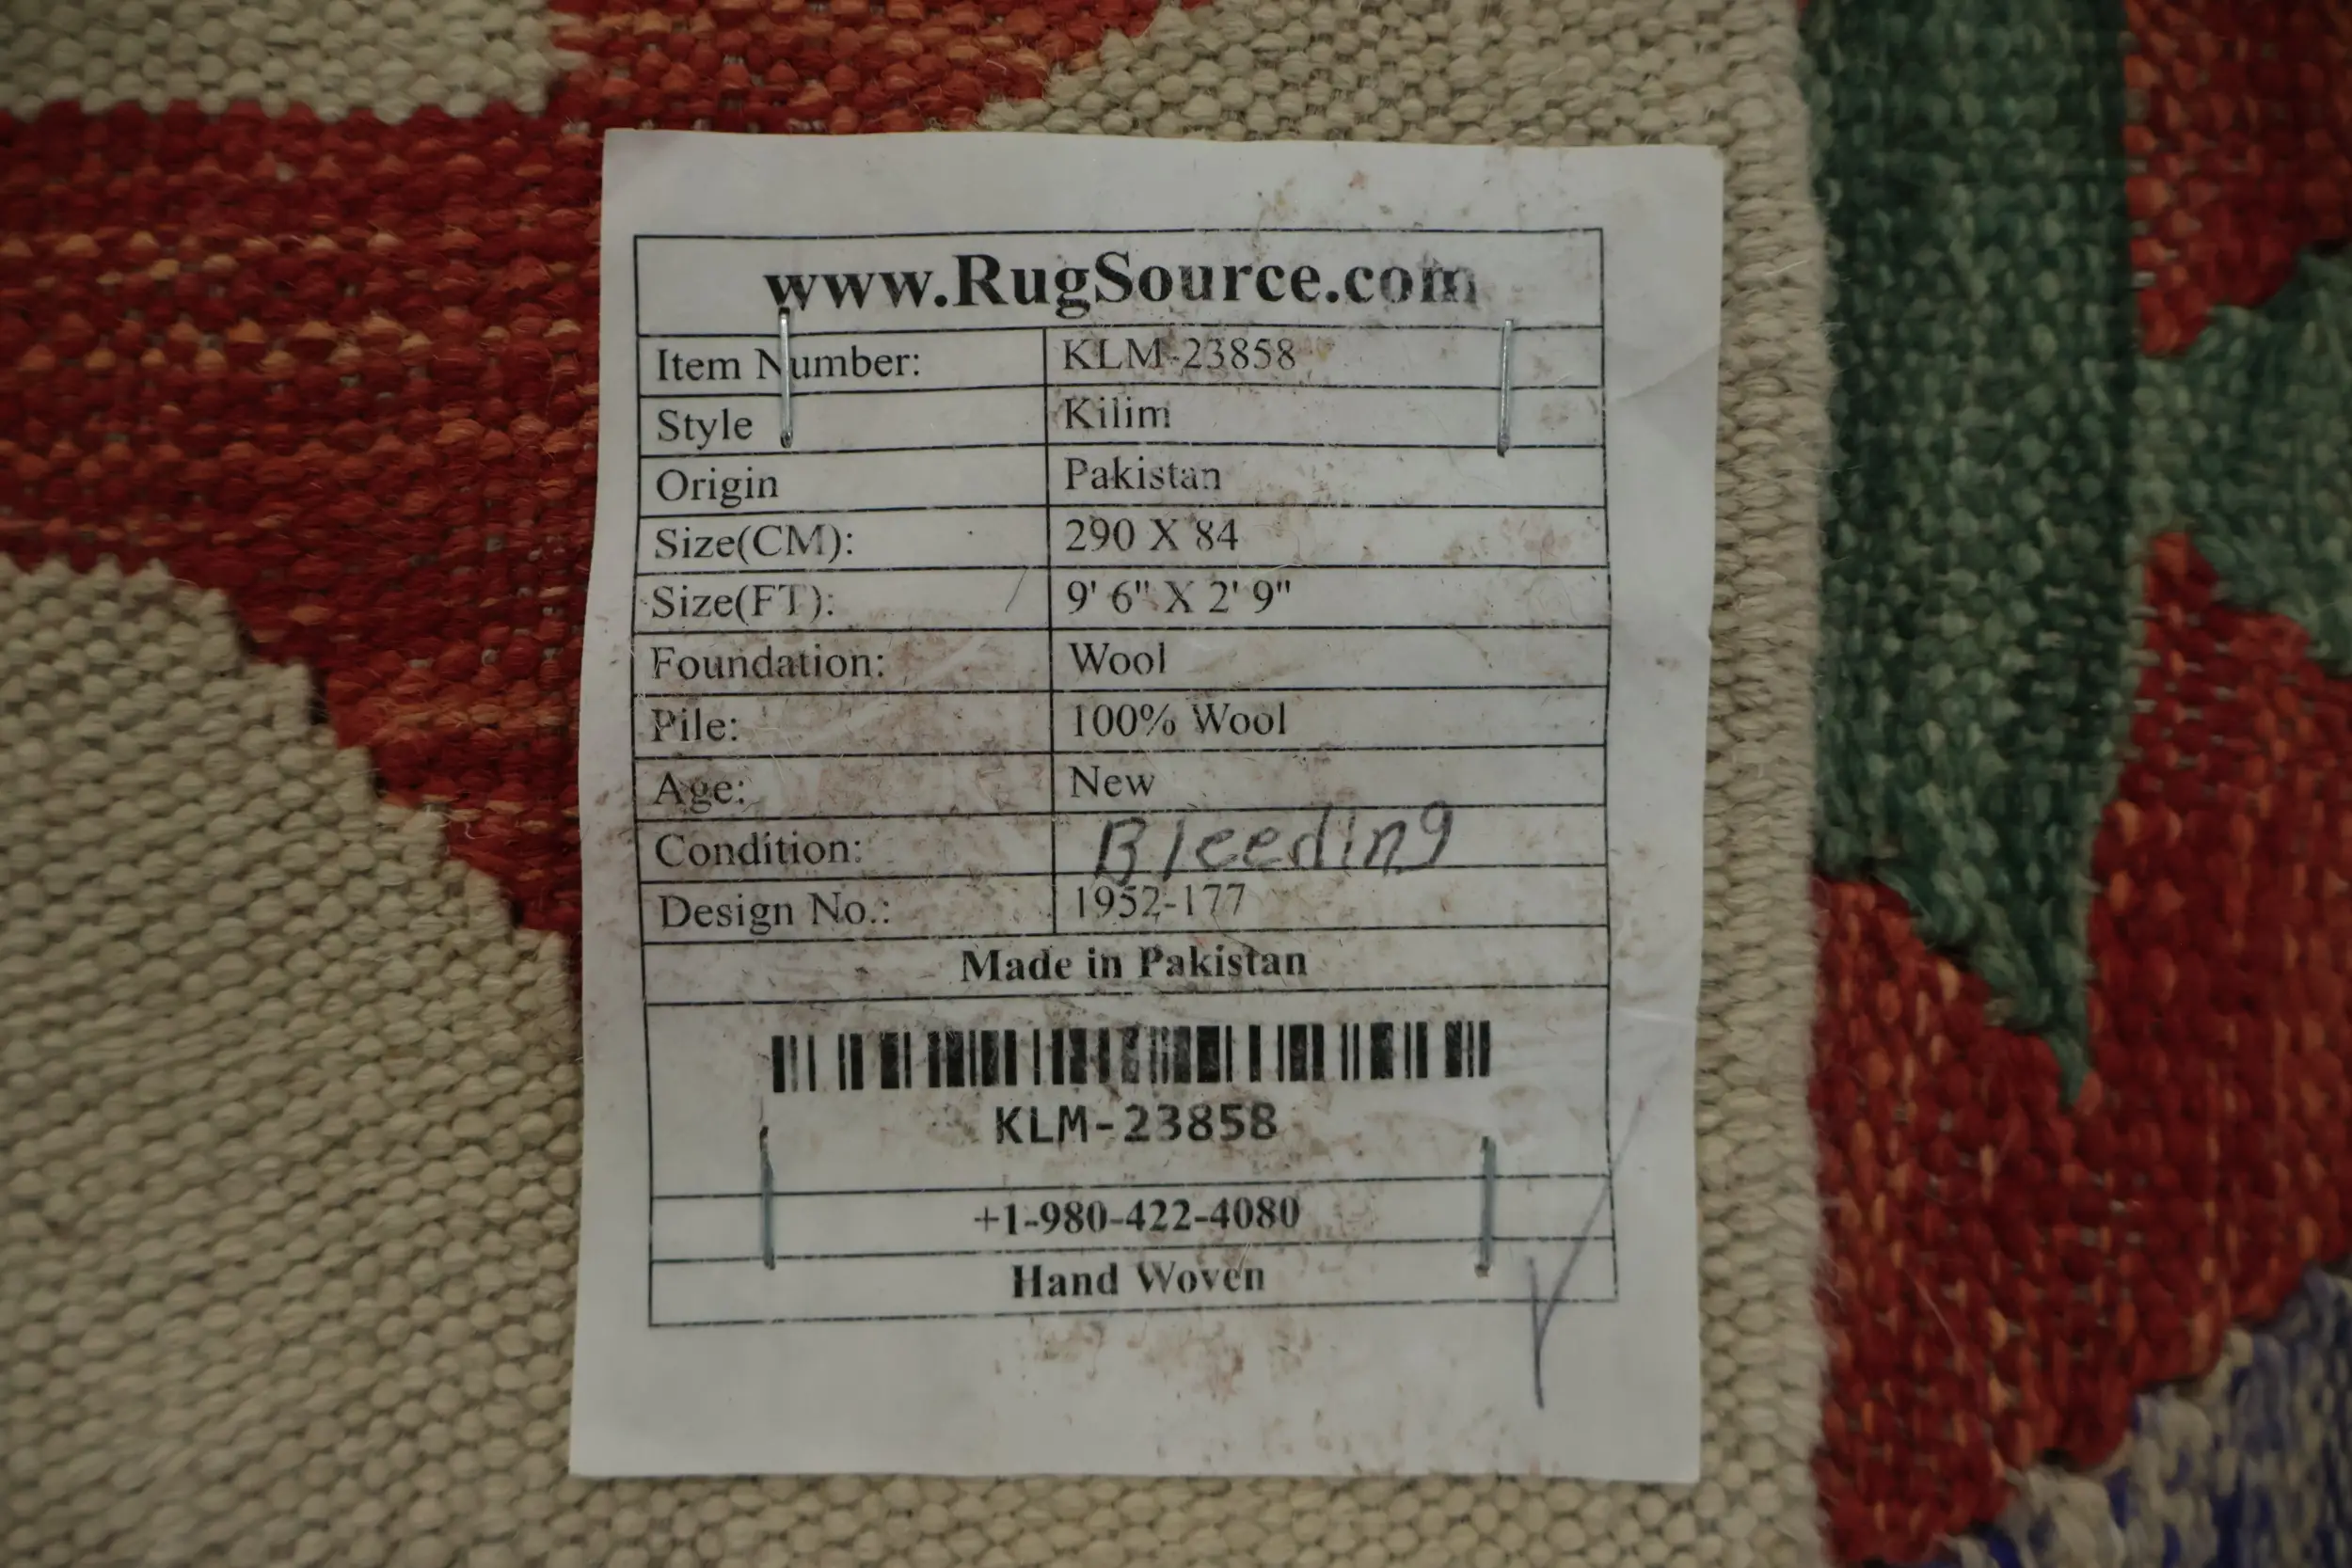 www.RugSource.com
Item Number: KLM-23858
Style Kilim
Origin Pakistan
Size(CM): 290 X 84
Size(FT): 9' 6" X 2' 9"
Foundation: Wool
Pile: 100% Wool
Age: New
Condition: Bleeding
Design No.: 1952-177
Made in Pakistan
KLM-23858
+1-980-422-4080
Hand Woven